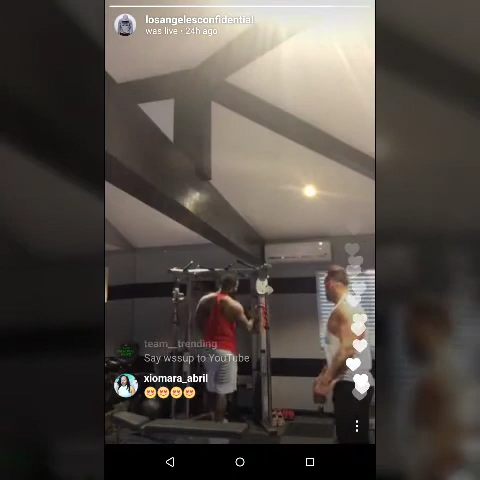 losangelesconfidential
was live • 24h ago
team__trending
Say wssup to YouTube
xiomara_abril
😍😍😍😍